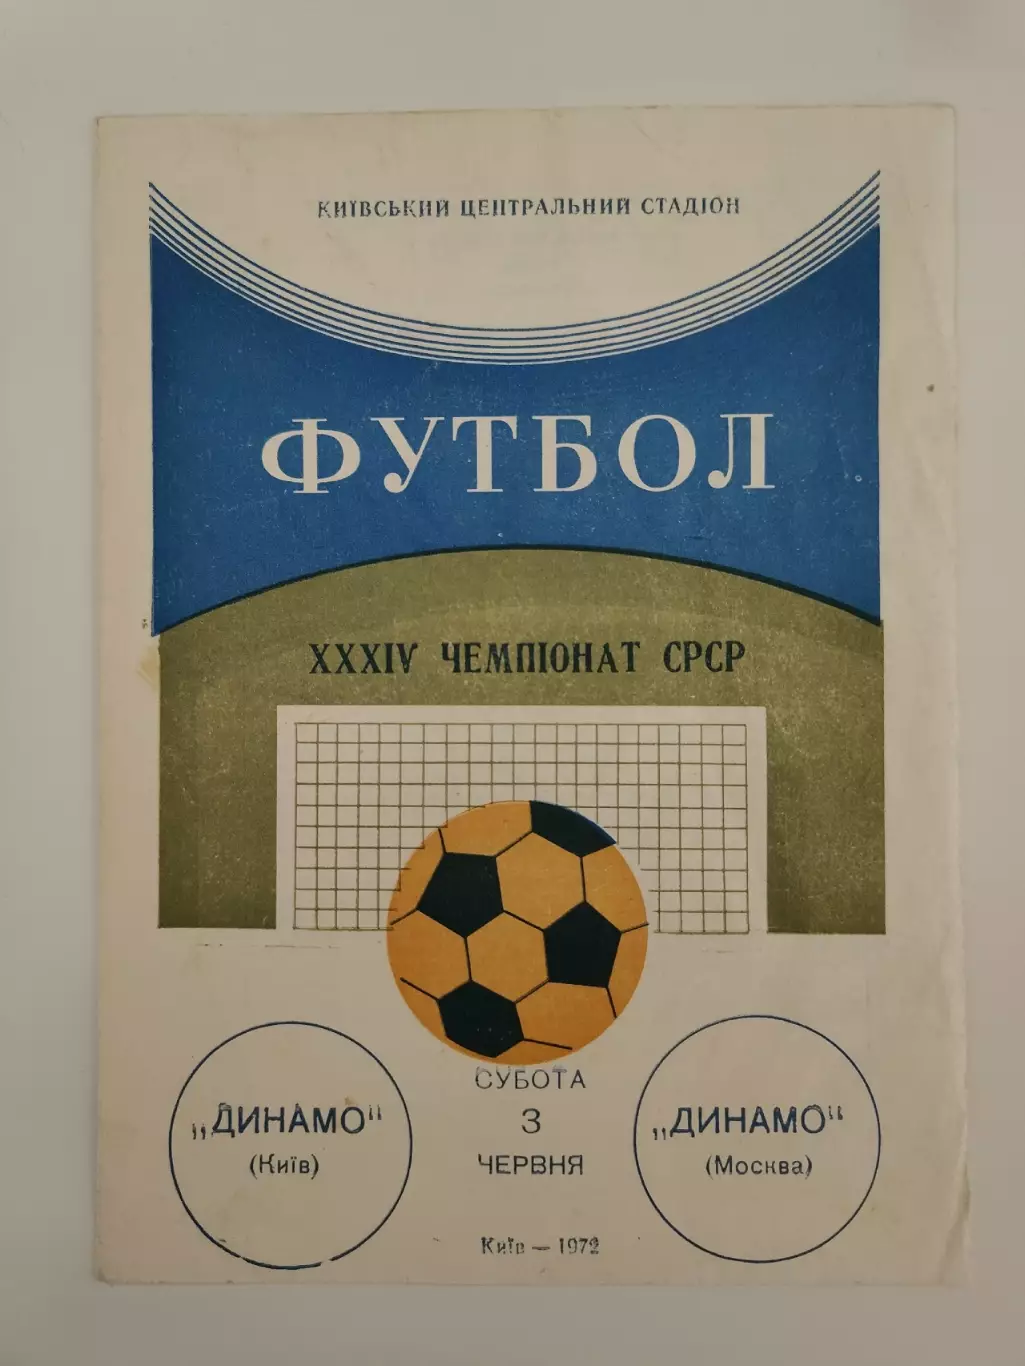 КИЇВСЬКИЙ ЦЕНТРАЛЬНИЙ СТАДІОН
ФУТБОЛ
XXXIV ЧЕМПІОНАТ СРСР
СУБОТА
3
ЧЕРВНЯ
„ДИНАМО“
(Київ)
„ДИНАМО“
(Москва)
Київ — 1972